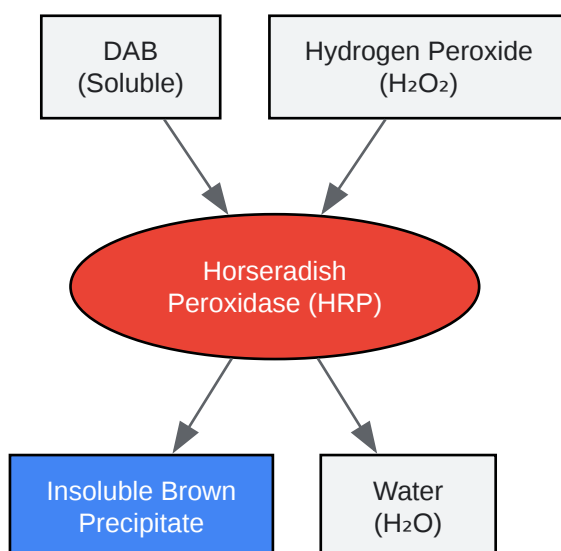 DAB
(Soluble)
Hydrogen Peroxide
(H₂O₂)
Horseradish
Peroxidase (HRP)
Insoluble Brown
Precipitate
Water
(H₂O)